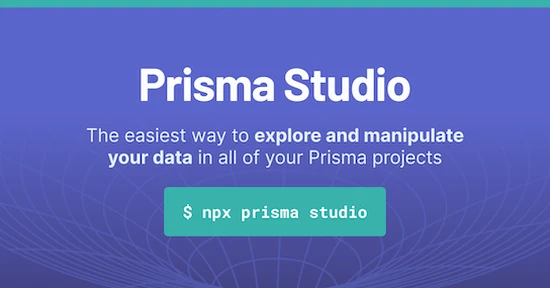 Prisma Studio
The easiest way to explore and manipulate
your data in all of your Prisma projects
$ npx prisma studio